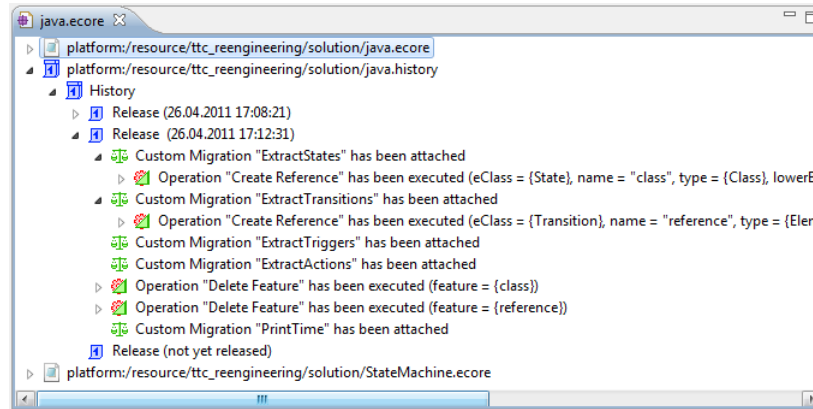 java.ecore
platform:/resource/ttc_reengineering/solution/java.ecore
platform:/resource/ttc_reengineering/solution/java.history
History
Release (26.04.2011 17:08:21)
Release (26.04.2011 17:12:31)
Custom Migration "ExtractStates" has been attached
Operation "Create Reference" has been executed (eClass = {State}, name = "class", type = {Class}, lowerB
Custom Migration "ExtractTransitions" has been attached
Operation "Create Reference" has been executed (eClass = {Transition}, name = "reference", type = {Elem
Custom Migration "ExtractTriggers" has been attached
Custom Migration "ExtractActions" has been attached
Operation "Delete Feature" has been executed (feature = {class})
Operation "Delete Feature" has been executed (feature = {reference})
Custom Migration "PrintTime" has been attached
Release (not yet released)
platform:/resource/ttc_reengineering/solution/StateMachine.ecore